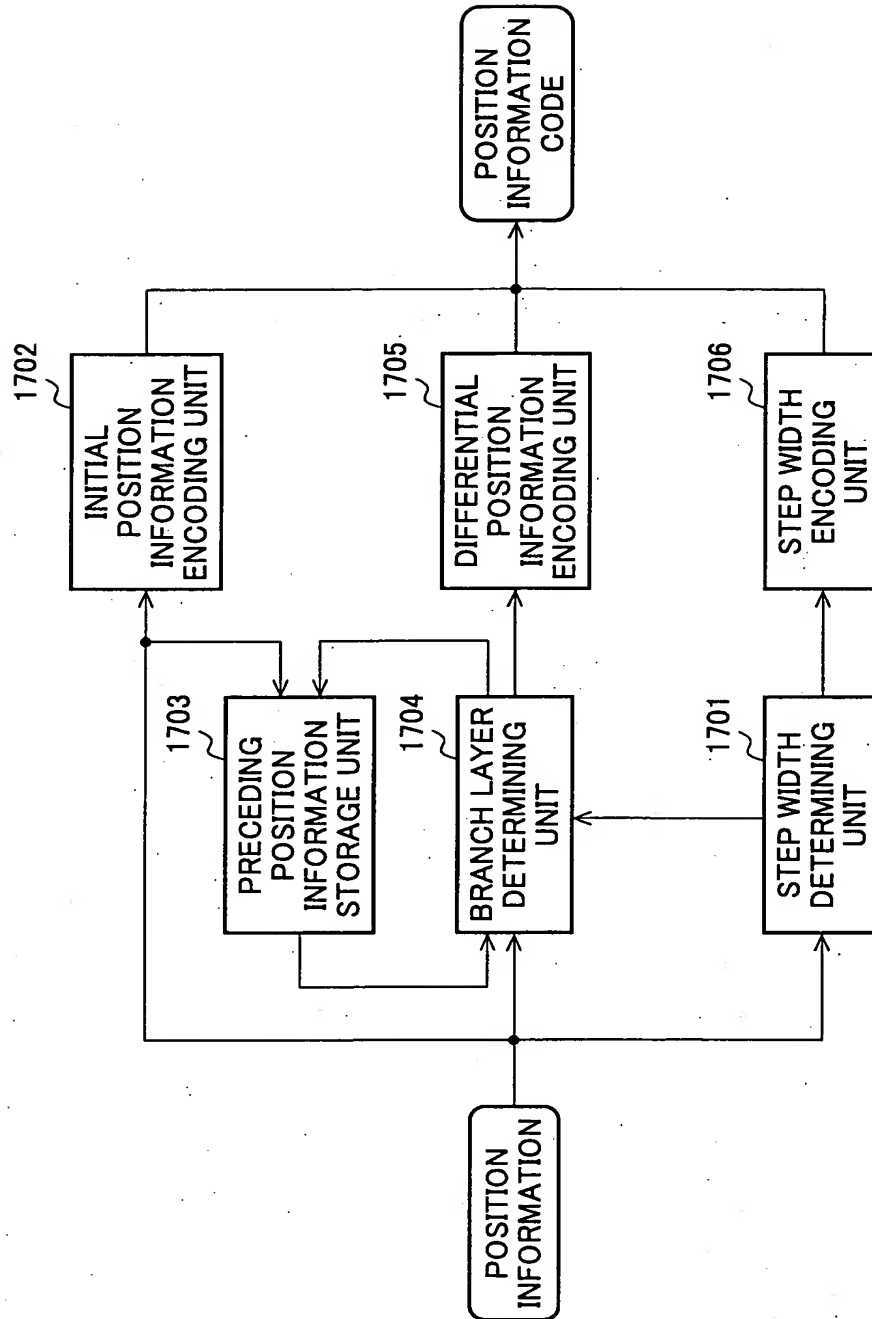 POSITION
INFORMATION
1703
PRECEDING
POSITION
INFORMATION
STORAGE UNIT
1704
BRANCH LAYER
DETERMINING
UNIT
1701
STEP WIDTH
DETERMINING
UNIT
1702
INITIAL
POSITION
INFORMATION
ENCODING UNIT
1705
DIFFERENTIAL
POSITION
INFORMATION
ENCODING UNIT
1706
STEP WIDTH
ENCODING
UNIT
POSITION
INFORMATION
CODE